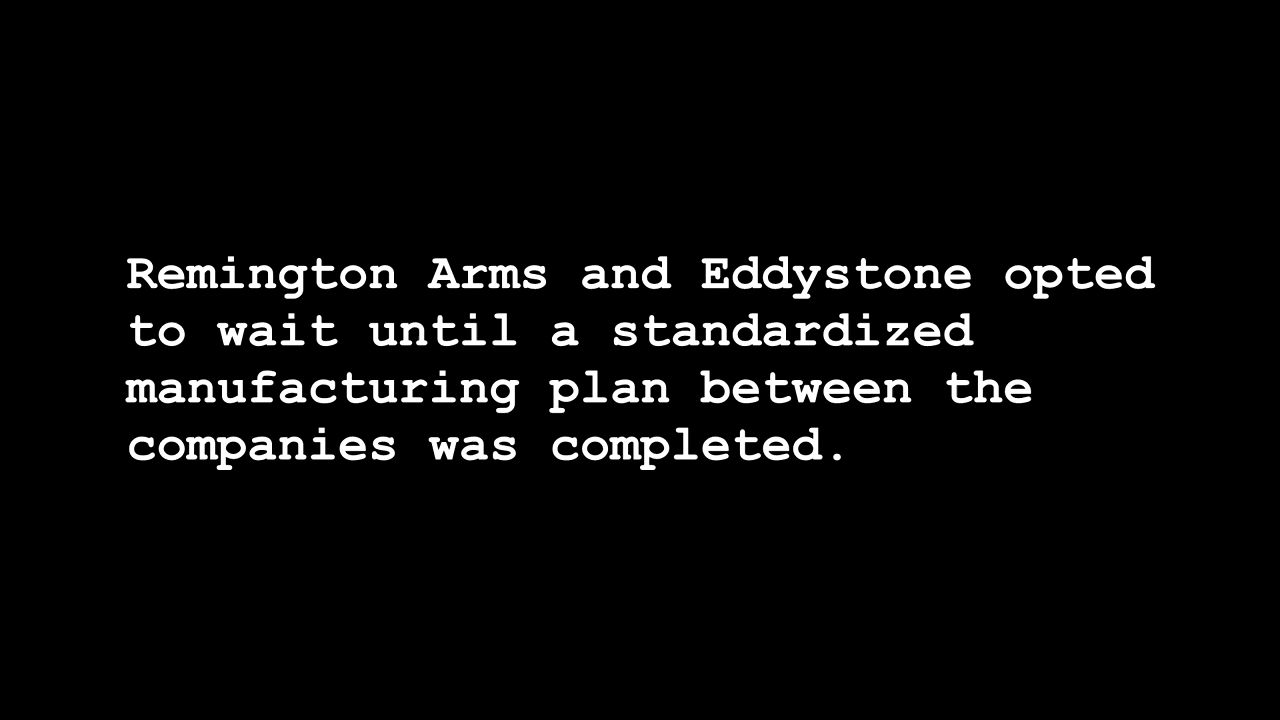 Remington Arms and Eddystone opted
to wait until a standardized
manufacturing plan between the
companies was completed.